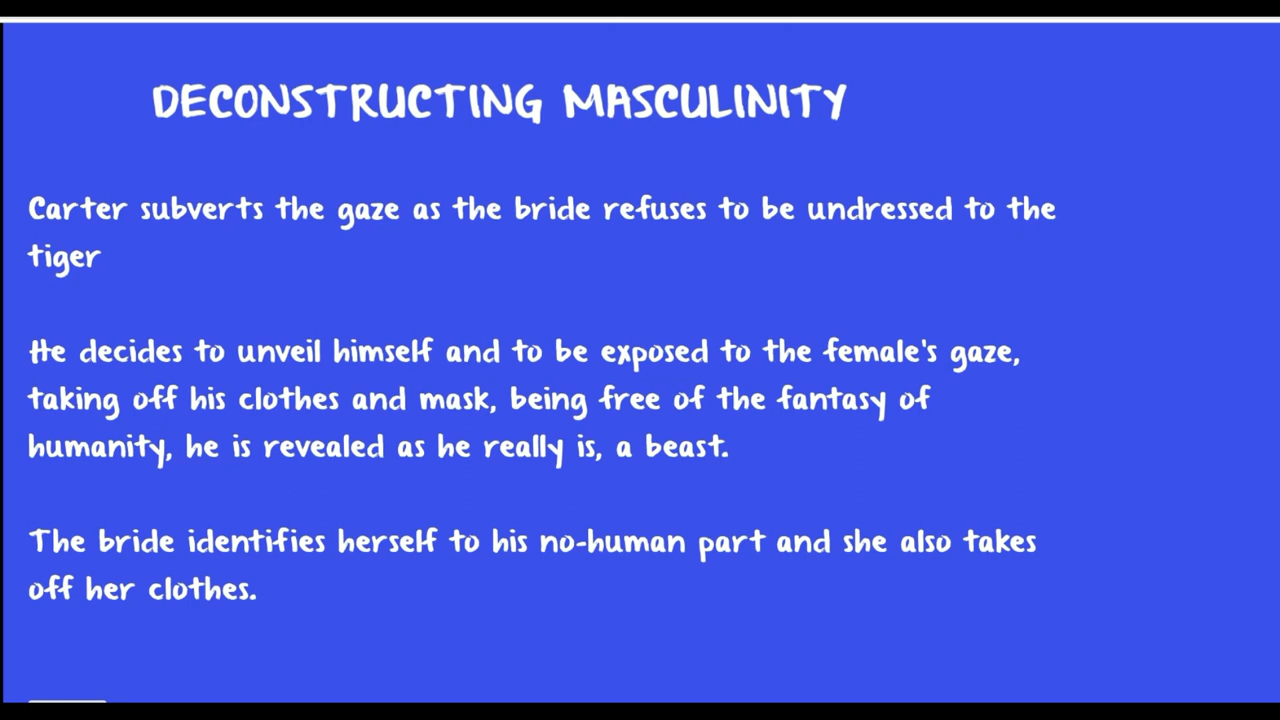 DECONSTRUCTING MASCULINITY
Carter subverts the gaze as the bride refuses to be undressed to the
tiger
He decides to unveil himself and to be exposed to the female's gaze,
taking off his clothes and mask, being free of the fantasy of
humanity, he is revealed as he really is, a beast.
The bride identifies herself to his no-human part and she also takes
off her clothes.